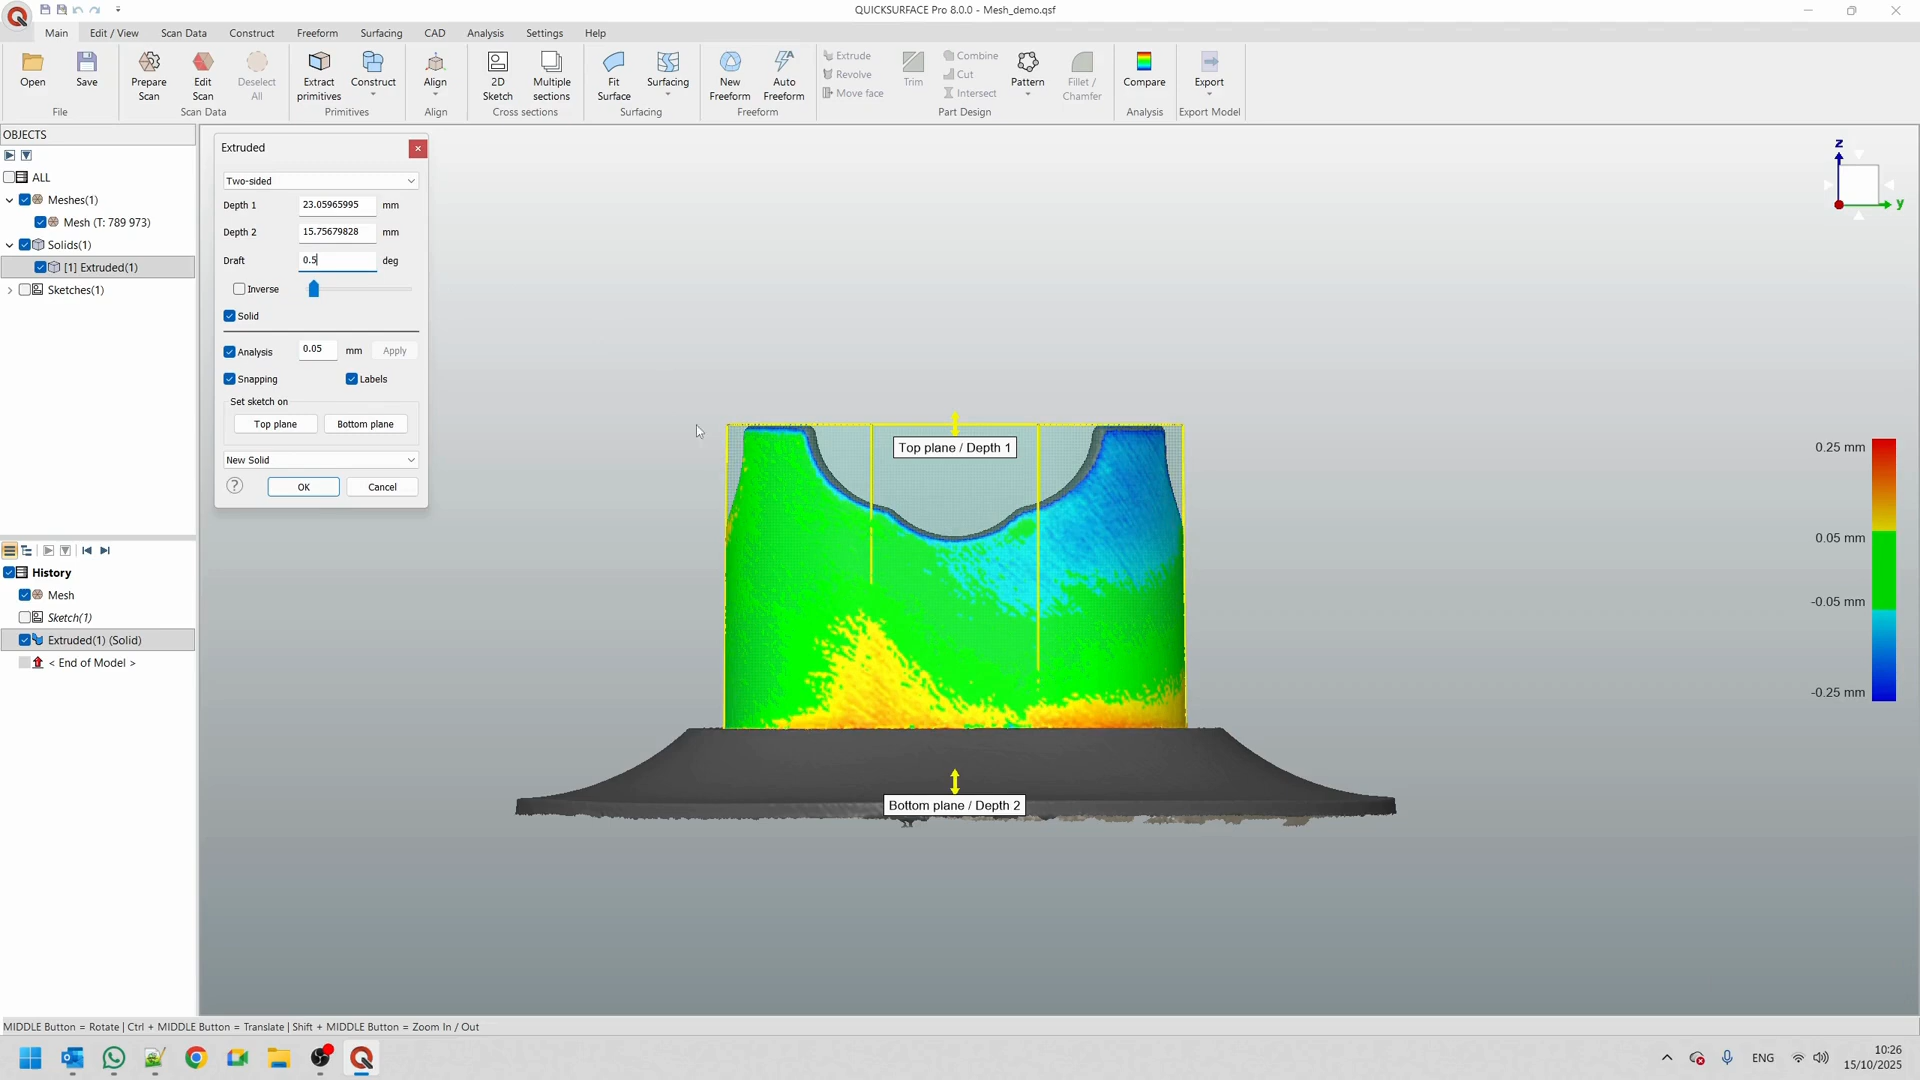 QUICKSURFACE Pro 8.0.0 - Mesh_demo.qsf
Main Edit / View Scan Data Construct Freeform Surfacing CAD Analysis Settings Help
Open Save Prepare Scan Edit Scan Deselect All Extract primitives Construct Align 2D Sketch Multiple sections Fit Surface Surfacing New Freeform Auto Freeform Extrude Revolve Move face Trim Combine Cut Intersect Pattern Fillet / Chamfer Compare Export
File Scan Data Primitives Align Cross sections Surfacing Freeform Part Design Analysis Export Model
OBJECTS
ALL
Meshes(1)
Mesh (T: 789 973)
Solids(1)
[1] Extruded(1)
Sketches(1)
Extruded
Two-sided
Depth 1 23.05965995 mm
Depth 2 15.75679828 mm
Draft 0.5 deg
Inverse
Solid
Analysis 0.05 mm Apply
Snapping Labels
Set sketch on
Top plane Bottom plane
New Solid
? OK Cancel
z
y
Top plane / Depth 1
Bottom plane / Depth 2
0.25 mm
0.05 mm
-0.05 mm
-0.25 mm
History
Mesh
Sketch(1)
Extruded(1) (Solid)
< End of Model >
MIDDLE Button = Rotate | Ctrl + MIDDLE Button = Translate | Shift + MIDDLE Button = Zoom In / Out
ENG
10:26
15/10/2025